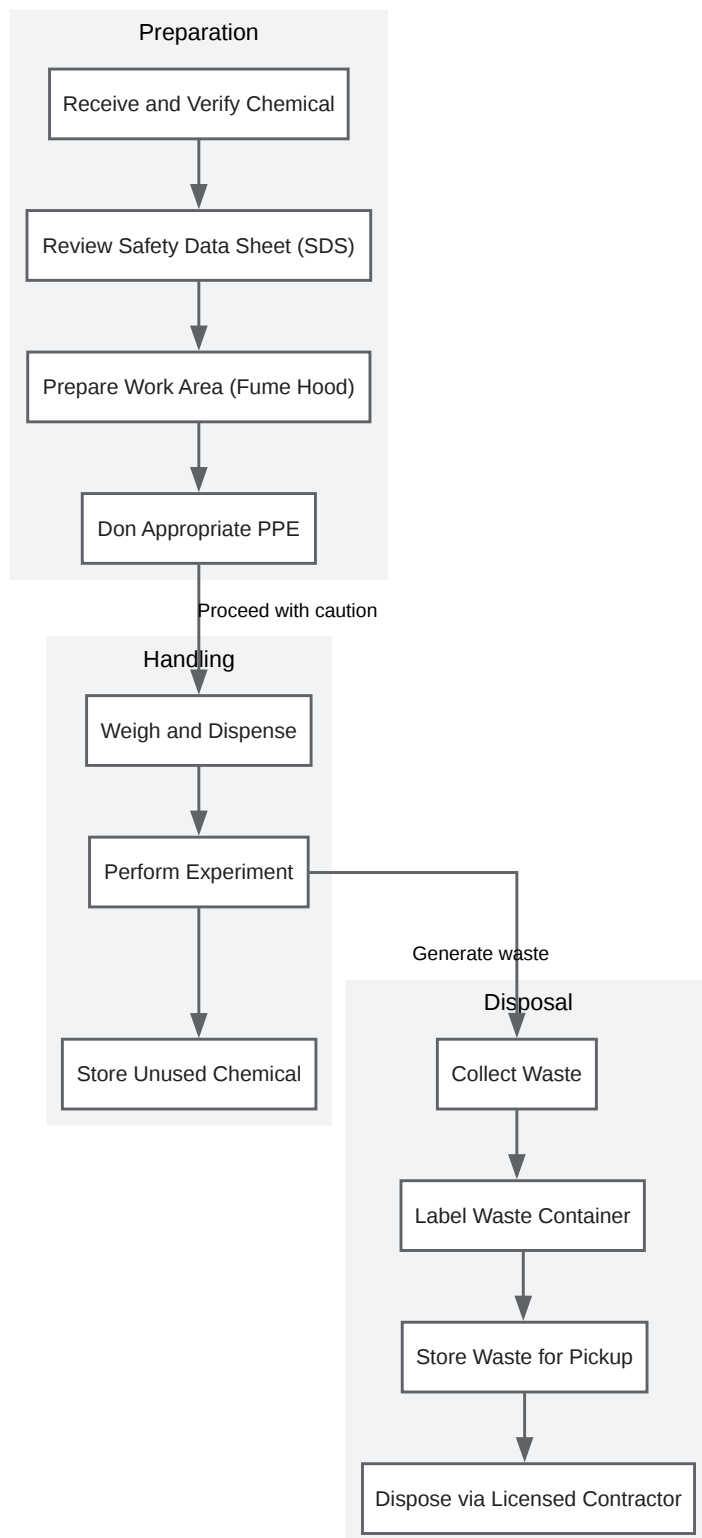 Preparation
Receive and Verify Chemical
Review Safety Data Sheet (SDS)
Prepare Work Area (Fume Hood)
Don Appropriate PPE
Proceed with caution
Handling
Weigh and Dispense
Perform Experiment
Generate waste
Disposal
Store Unused Chemical
Collect Waste
Label Waste Container
Store Waste for Pickup
Dispose via Licensed Contractor